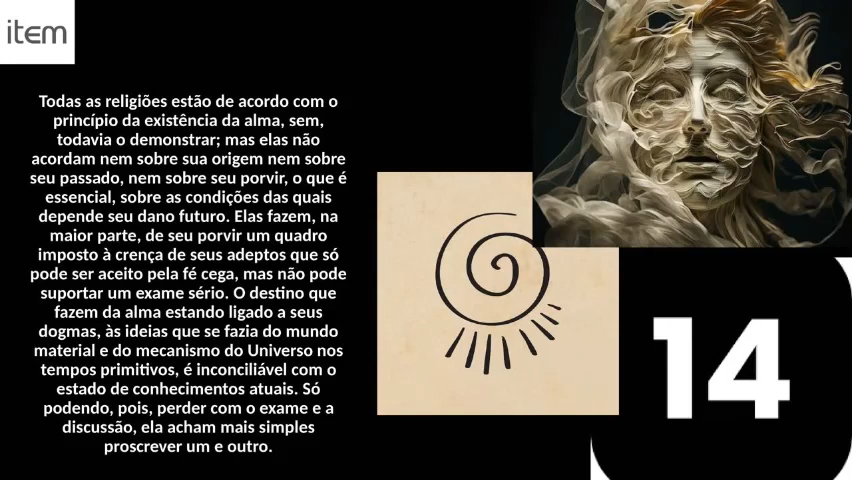 item
Todas as religiões estão de acordo com o
princípio da existência da alma, sem,
todavia o demonstrar; mas elas não
acordam nem sobre sua origem nem sobre
seu passado, nem sobre seu porvir, o que é
essencial, sobre as condições das quais
depende seu dano futuro. Elas fazem, na
maior parte, de seu porvir um quadro
imposto à crença de seus adeptos que só
pode ser aceito pela fé cega, mas não pode
suportar um exame sério. O destino que
fazem da alma estando ligado a seus
dogmas, às ideias que se fazia do mundo
material e do mecanismo do Universo nos
tempos primitivos, é inconciliável com o
estado de conhecimentos atuais. Só
podendo, pois, perder com o exame e a
discussão, ela acham mais simples
proscrever um e outro.
14